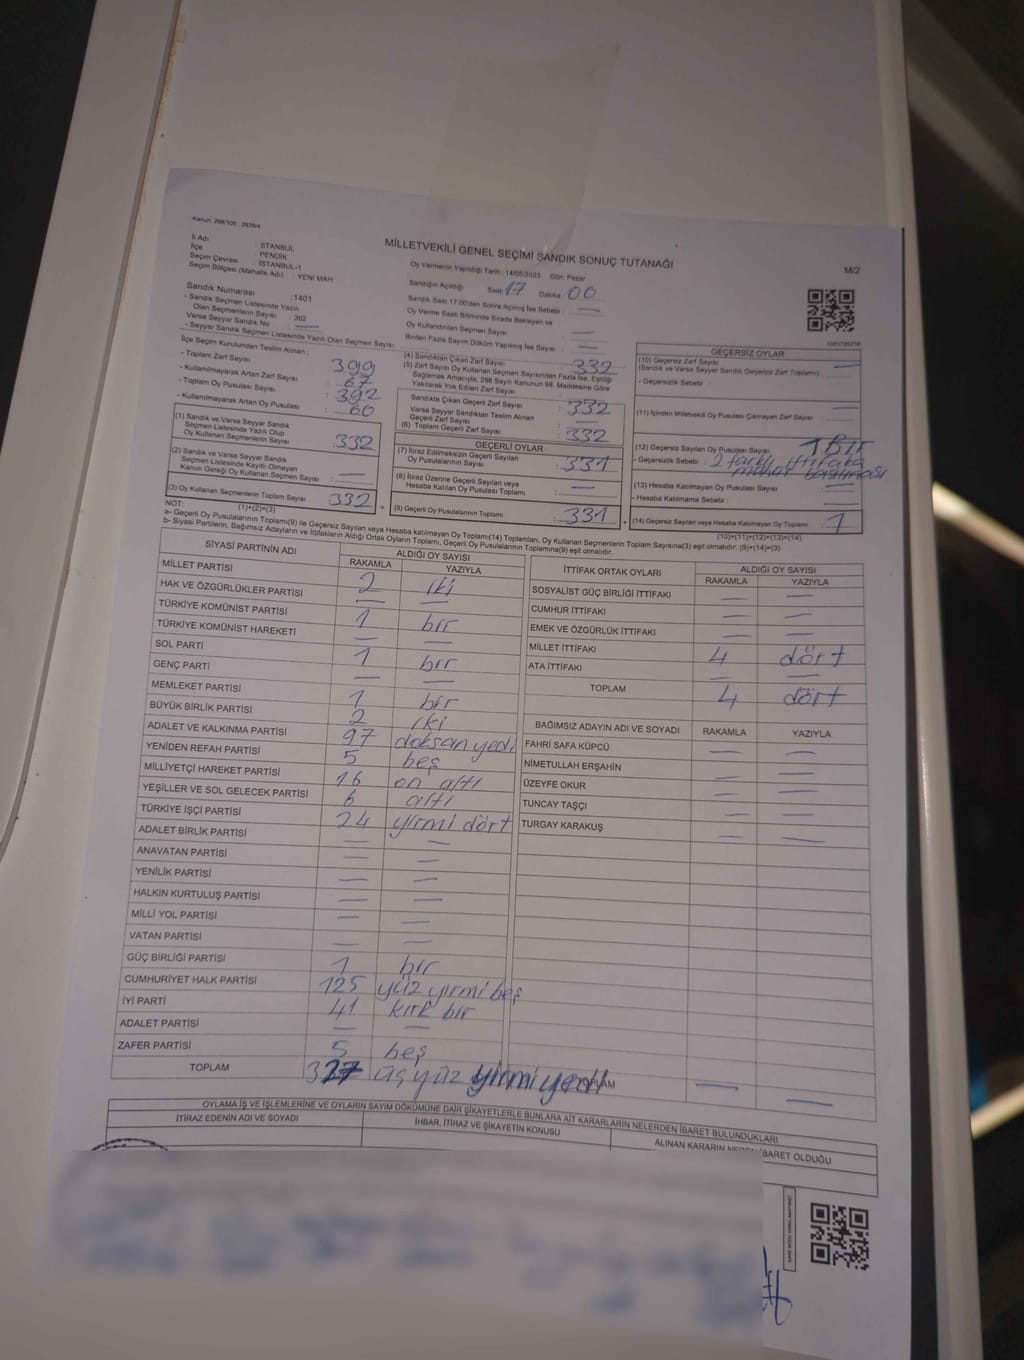 Kanun: 298/105 - 2839/4
MİLLETVEKİLİ GENEL SEÇİMİ SANDIK SONUÇ TUTANAĞI
M/2
İl Adı : İSTANBUL
İlçe : PENDİK
Seçim Çevresi : İSTANBUL-1
Seçim Bölgesi (Mahalle Adı) : YENİ MAH.
Sandık Numarası :1401
- Sandık Seçmen Listesinde Yazılı
Olan Seçmenlerin Sayısı : 362
Varsa Seyyar Sandık No : —
- Seyyar Sandık Seçmen Listesinde Yazılı Olan Seçmen Sayısı:
Oy Vermenin Yapıldığı Tarih : 14/05/2023 Gün: Pazar
Sandığın Açıldığı Saat 17 Dakika 00
Sandık Saat 17.00'den Sonra Açılmış İse Sebebi : —
Oy Verme Saati Bitiminde Sırada Bekleyen ve
Oy Kullandırılan Seçmen Sayısı : —
Birden Fazla Sayım Döküm Yapılmış İse Sayısı : —
İlçe Seçim Kurulundan Teslim Alınan :
- Toplam Zarf Sayısı : 399
- Kullanılmayarak Artan Zarf Sayısı : 67
- Toplam Oy Pusulası Sayısı : 392
- Kullanılmayarak Artan Oy Pusulası : 60
(1) Sandık ve Varsa Seyyar Sandık
Seçmen Listesinde Yazılı Olup
Oy Kullanan Seçmenlerin Sayısı :332
(2) Sandık ve Varsa Seyyar Sandık
Seçmen Listesinde Kayıtlı Olmayan
Kanun Gereği Oy Kullanan Seçmen Sayısı : —
(3) Oy Kullanan Seçmenlerin Toplam Sayısı 332
(1)+(2)=(3)
(4) Sandıktan Çıkan Zarf Sayısı : 332
(5) Zarf Sayısı Oy Kullanan Seçmen Sayısından Fazla İse, Eşitliği
Sağlamak Amacıyla; 298 Sayılı Kanunun 98. Maddesine Göre
Yakılarak Yok Edilen Zarf Sayısı : —
Sandıkta Çıkan Geçerli Zarf Sayısı : 332
Varsa Seyyar Sandıktan Teslim Alınan
Geçerli Zarf Sayısı : —
(6) Toplam Geçerli Zarf Sayısı : 332
GEÇERLİ OYLAR
(7) İtiraz Edilmeksizin Geçerli Sayılan
Oy Pusulalarının Sayısı : 331
(8) İtiraz Üzerine Geçerli Sayılan veya
Hesaba Katılan Oy Pusulası Toplamı : —
(9) Geçerli Oy Pusulalarının Toplamı : 331
GEÇERSİZ OYLAR
(10) Geçersiz Zarf Sayısı
(Sandık ve Varsa Seyyar Sandık Geçersiz Zarf Toplamı) : —
- Geçersizlik Sebebi :
(11) İçinden Milletvekili Oy Pusulası Çıkmayan Zarf Sayısı : —
(12) Geçersiz Sayılan Oy Pusulası Sayısı 1 BİR
- Geçersizlik Sebebi : 2 farklı ittifaka
mühür basılması
(13) Hesaba Katılmayan Oy Pusulası Sayısı : —
- Hesaba Katılmama Sebebi : —
(14) Geçersiz Sayılan veya Hesaba Katılmayan Oy Toplamı : 1
(10)+(11)+(12)+(13)=(14)
NOT:
a- Geçerli Oy Pusulalarının Toplamı(9) ile Geçersiz Sayılan veya Hesaba katılmayan Oy Toplamı(14) Toplamları, Oy Kullanan Seçmenlerin Toplam Sayısına(3) eşit olmalıdır. (9)+(14)=(3)
b- Siyasi Partilerin, Bağımsız Adayların ve İttifakların Aldığı Ortak Oyların Toplamı, Geçerli Oy Pusulalarının Toplamına(9) eşit olmalıdır.
SİYASİ PARTİNİN ADI ALDIĞI OY SAYISI
RAKAMLA YAZIYLA
MİLLET PARTİSİ 2 iki
HAK VE ÖZGÜRLÜKLER PARTİSİ — —
TÜRKİYE KOMÜNİST PARTİSİ 1 bir
TÜRKİYE KOMÜNİST HAREKETİ — —
SOL PARTİ 1 bir
GENÇ PARTİ — —
MEMLEKET PARTİSİ 1 bir
BÜYÜK BİRLİK PARTİSİ 2 iki
ADALET VE KALKINMA PARTİSİ 97 doksan yedi
YENİDEN REFAH PARTİSİ 5 beş
MİLLİYETÇİ HAREKET PARTİSİ 16 on altı
YEŞİLLER VE SOL GELECEK PARTİSİ 6 altı
TÜRKİYE İŞÇİ PARTİSİ 24 yirmi dört
ADALET BİRLİK PARTİSİ — —
ANAVATAN PARTİSİ — —
YENİLİK PARTİSİ — —
HALKIN KURTULUŞ PARTİSİ — —
MİLLİ YOL PARTİSİ — —
VATAN PARTİSİ — —
GÜÇ BİRLİĞİ PARTİSİ 1 bir
CUMHURİYET HALK PARTİSİ 125 yüz yirmi beş
İYİ PARTİ 41 kırk bir
ADALET PARTİSİ — —
ZAFER PARTİSİ 5 beş
TOPLAM 327 üçyüz yirmi yedi
İTTİFAK ORTAK OYLARI ALDIĞI OY SAYISI
RAKAMLA YAZIYLA
SOSYALİST GÜÇ BİRLİĞİ İTTİFAKI — —
CUMHUR İTTİFAKI — —
EMEK VE ÖZGÜRLÜK İTTİFAKI — —
MİLLET İTTİFAKI 4 dört
ATA İTTİFAKI — —
TOPLAM 4 dört
BAĞIMSIZ ADAYIN ADI VE SOYADI RAKAMLA YAZIYLA
FAHRİ SAFA KÜPCÜ — —
NİMETULLAH ERŞAHİN — —
ÜZEYFE OKUR — —
TUNCAY TAŞÇI — —
TURGAY KARAKUŞ — —
TOPLAM — —
OYLAMA İŞ VE İŞLEMLERİNE VE OYLARIN SAYIM DÖKÜMÜNE DAİR ŞİKAYETLERLE BUNLARA AİT KARARLARIN NELERDEN İBARET BULUNDUKLARI
İTİRAZ EDENİN ADI VE SOYADI İHBAR, İTİRAZ VE ŞİKAYETİN KONUSU ALINAN KARARIN NEDEN İBARET OLDUĞU